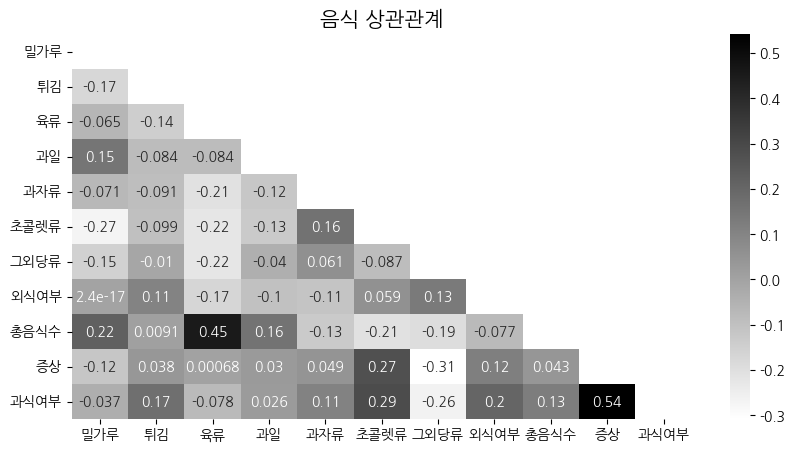 음식 상관관계
밀가루
튀김 -0.17
육류 -0.065 -0.14
과일 0.15 -0.084 -0.084
과자류 -0.071 -0.091 -0.21 -0.12
초콜렛류 -0.27 -0.099 -0.22 -0.13 0.16
그외당류 -0.15 -0.01 -0.22 -0.04 0.061 -0.087
외식여부 2.4e-17 0.11 -0.17 -0.1 -0.11 0.059 0.13
총음식수 0.22 0.0091 0.45 0.16 -0.13 -0.21 -0.19 -0.077
증상 -0.12 0.038 0.00068 0.03 0.049 0.27 -0.31 0.12 0.043
과식여부 -0.037 0.17 -0.078 0.026 0.11 0.29 -0.26 0.2 0.13 0.54
밀가루 튀김 육류 과일 과자류 초콜렛류 그외당류 외식여부 총음식수 증상 과식여부
0.5
0.4
0.3
0.2
0.1
0.0
-0.1
-0.2
-0.3